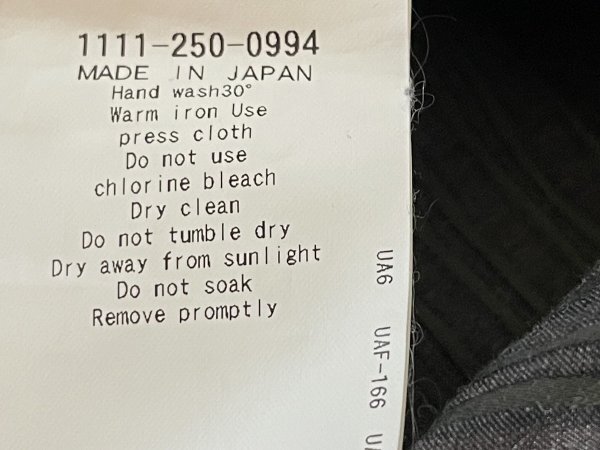 1111-250-0994
MADE IN JAPAN
Hand wash30°
Warm iron Use
press cloth
Do not use
chlorine bleach
Dry clean
Do not tumble dry
Dry away from sunlight
Do not soak
Remove promptly
UA6 UAF-166